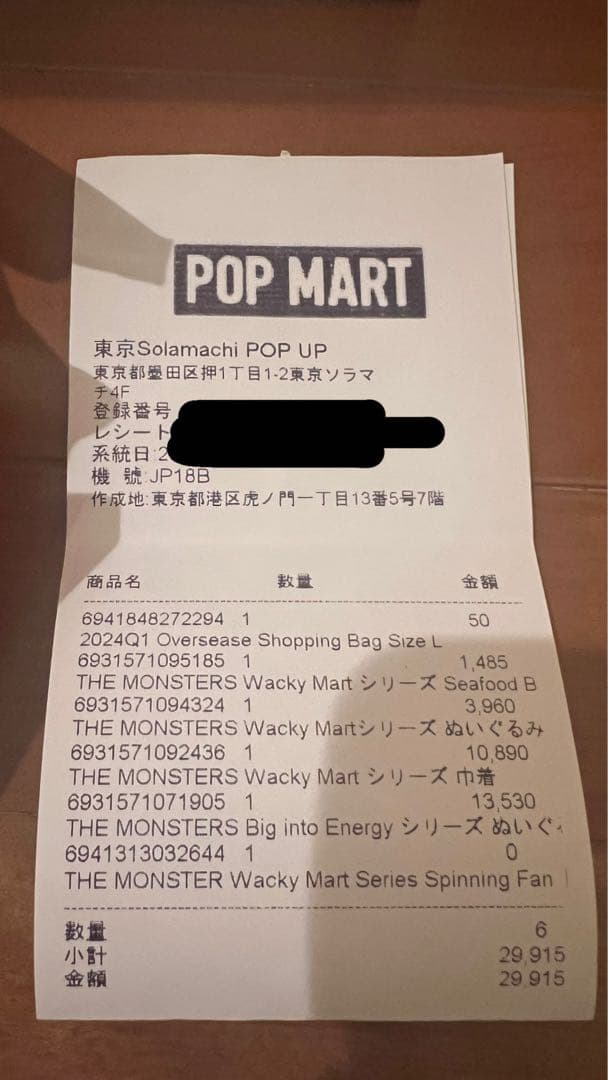 POP MART
東京Solamachi POP UP
東京都墨田区押1丁目1-2東京ソラマ
チ4F
登録番号
レシート
系統日:2
機 號:JP18B
作成地:東京都港区虎ノ門一丁目13番5号7階
商品名 数量 金額
6941848272294 1 50
2024Q1 Oversease Shopping Bag Size L
6931571095185 1 1,485
THE MONSTERS Wacky Mart シリーズ Seafood B
6931571094324 1 3,960
THE MONSTERS Wacky Martシリーズ ぬいぐるみ
6931571092436 1 10,890
THE MONSTERS Wacky Mart シリーズ 巾着
6931571071905 1 13,530
THE MONSTERS Big into Energy シリーズ ぬいぐ
6941313032644 1 0
THE MONSTER Wacky Mart Series Spinning Fan
数量 6
小計 29,915
金額 29,915